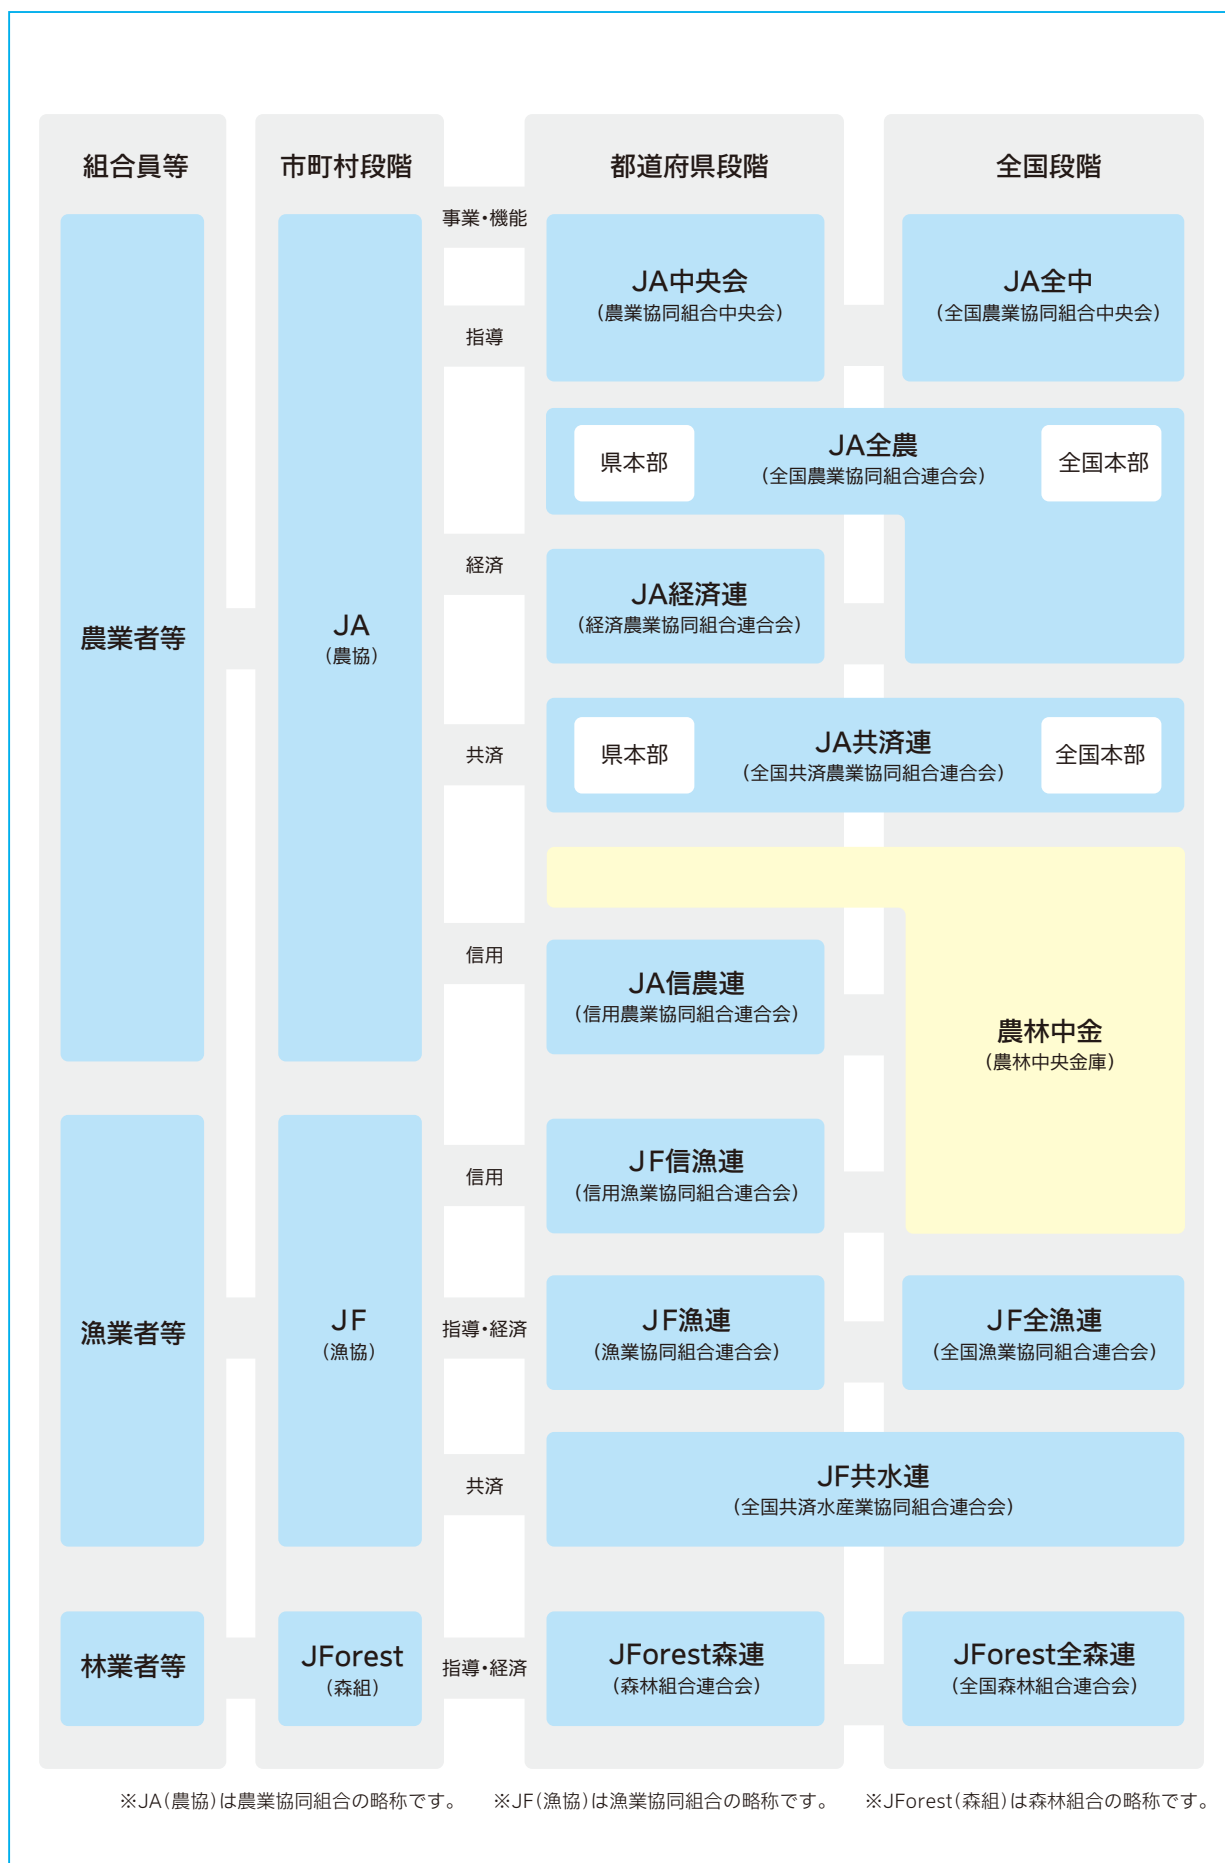 組合員等
市町村段階
都道府県段階
全国段階
事業・機能
農業者等
JA
(農協)
指導
JA中央会
(農業協同組合中央会)
JA全中
(全国農業協同組合中央会)
経済
県本部
JA全農
(全国農業協同組合連合会)
全国本部
JA経済連
(経済農業協同組合連合会)
共済
県本部
JA共済連
(全国共済農業協同組合連合会)
全国本部
信用
JA信農連
(信用農業協同組合連合会)
農林中金
(農林中央金庫)
漁業者等
JF
(漁協)
信用
JF信漁連
(信用漁業協同組合連合会)
指導・経済
JF漁連
(漁業協同組合連合会)
JF全漁連
(全国漁業協同組合連合会)
共済
JF共水連
(全国共済水産業協同組合連合会)
林業者等
JForest
(森組)
指導・経済
JForest森連
(森林組合連合会)
JForest全森連
(全国森林組合連合会)
※JA(農協)は農業協同組合の略称です。
※JF(漁協)は漁業協同組合の略称です。
※JForest(森組)は森林組合の略称です。